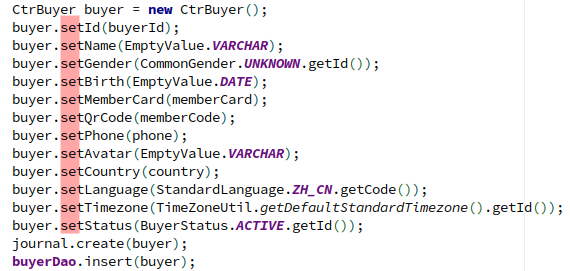 CtrBuyer buyer = new CtrBuyer();
buyer.setId(buyerId);
buyer.setName(EmptyValue.VARCHAR);
buyer.setGender(CommonGender.UNKNOWN.getId());
buyer.setBirth(EmptyValue.DATE);
buyer.setMemberCard(memberCard);
buyer.setQrCode(memberCode);
buyer.setPhone(phone);
buyer.setAvatar(EmptyValue.VARCHAR);
buyer.setCountry(country);
buyer.setLanguage(StandardLanguage.ZH_CN.getCode());
buyer.setTimezone(TimeZoneUtil.getDefaultStandardTimezone().getId());
buyer.setStatus(BuyerStatus.ACTIVE.getId());
journal.create(buyer);
buyerDao.insert(buyer);